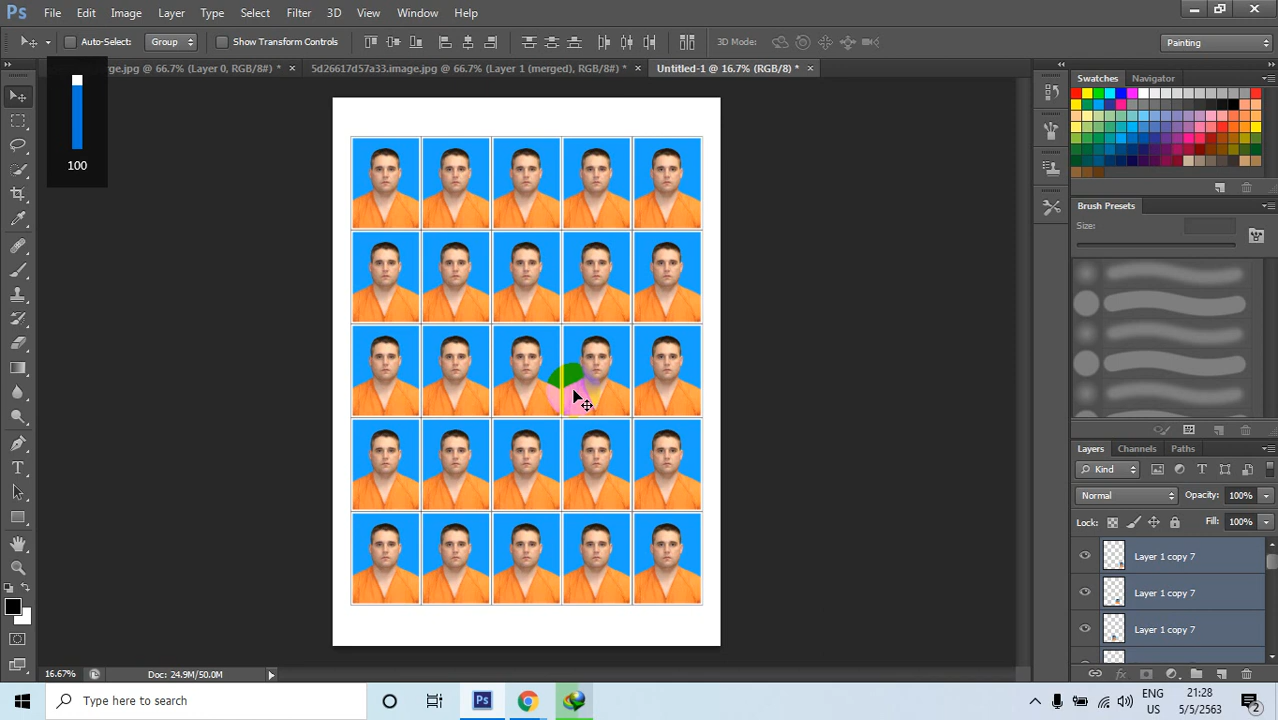 Ps File Edit Image Layer Type Select Filter 3D View Window Help
Auto-Select: Group Show Transform Controls 3D Mode: Painting
rge.jpg @ 66.7% (Layer 0, RGB/8#) * × 5d26617d57a33.image.jpg @ 66.7% (Layer 1 (merged), RGB/8#) * × Untitled-1 @ 16.7% (RGB/8) * ×
Swatches Navigator
100
Brush Presets
Size:
Layers Channels Paths
Kind
Normal Opacity: 100%
Lock: Fill: 100%
T
Layer 1 copy 7
Layer 1 copy 7
Layer 1 copy 7
16.67% Doc: 24.9M/50.0M
Type here to search
Ps
ENG
US
21:28
5/5/2563
2